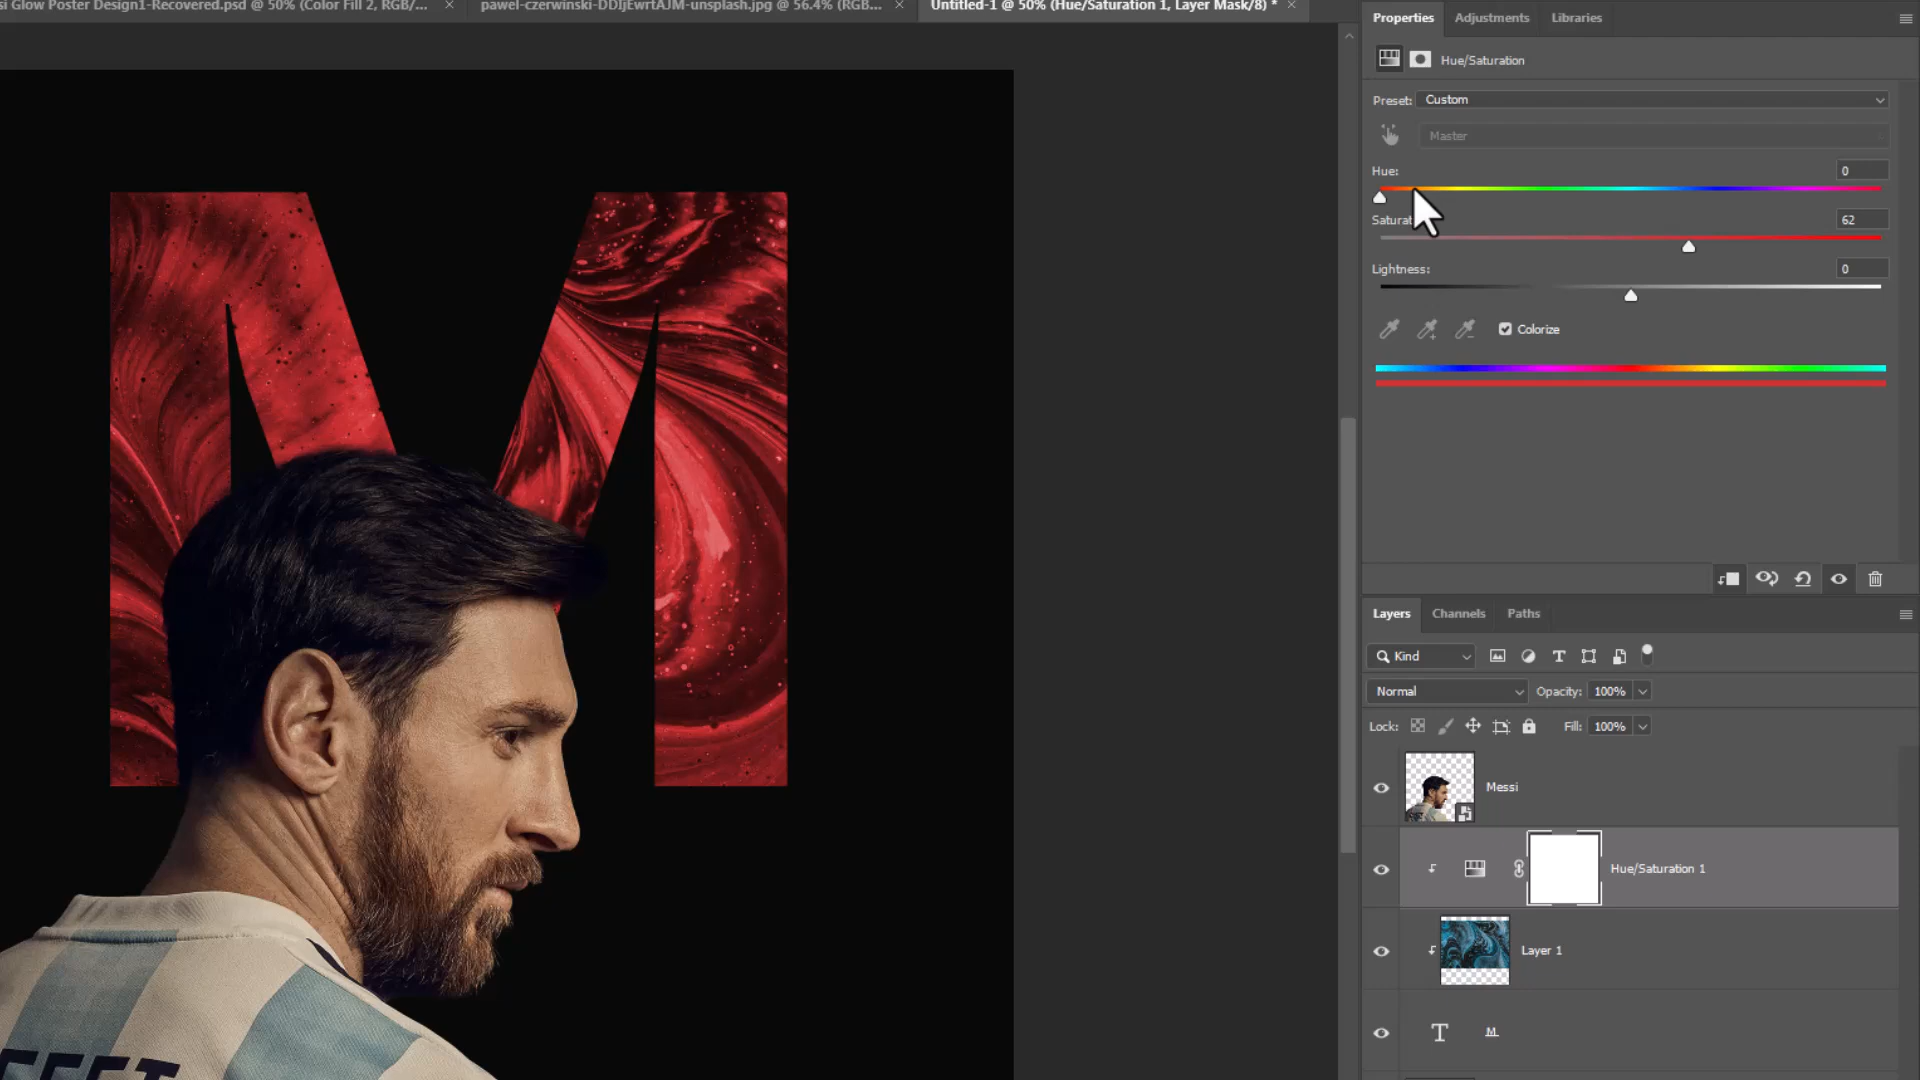 si Glow Poster Design1-Recovered.psd @ 50% (Color Fill 2, RGB/... ×
pawel-czerwinski-DDIjEwrtAJM-unsplash.jpg @ 56.4% (RGB... ×
Untitled-1 @ 50% (Hue/Saturation 1, Layer Mask/8) * ×
Properties Adjustments Libraries
Hue/Saturation
Preset: Custom
Master
Hue: 0
Saturat 62
Lightness: 0
Colorize
Layers Channels Paths
Kind
Normal Opacity: 100%
Lock: Fill: 100%
Messi
Hue/Saturation 1
Layer 1
T M
M